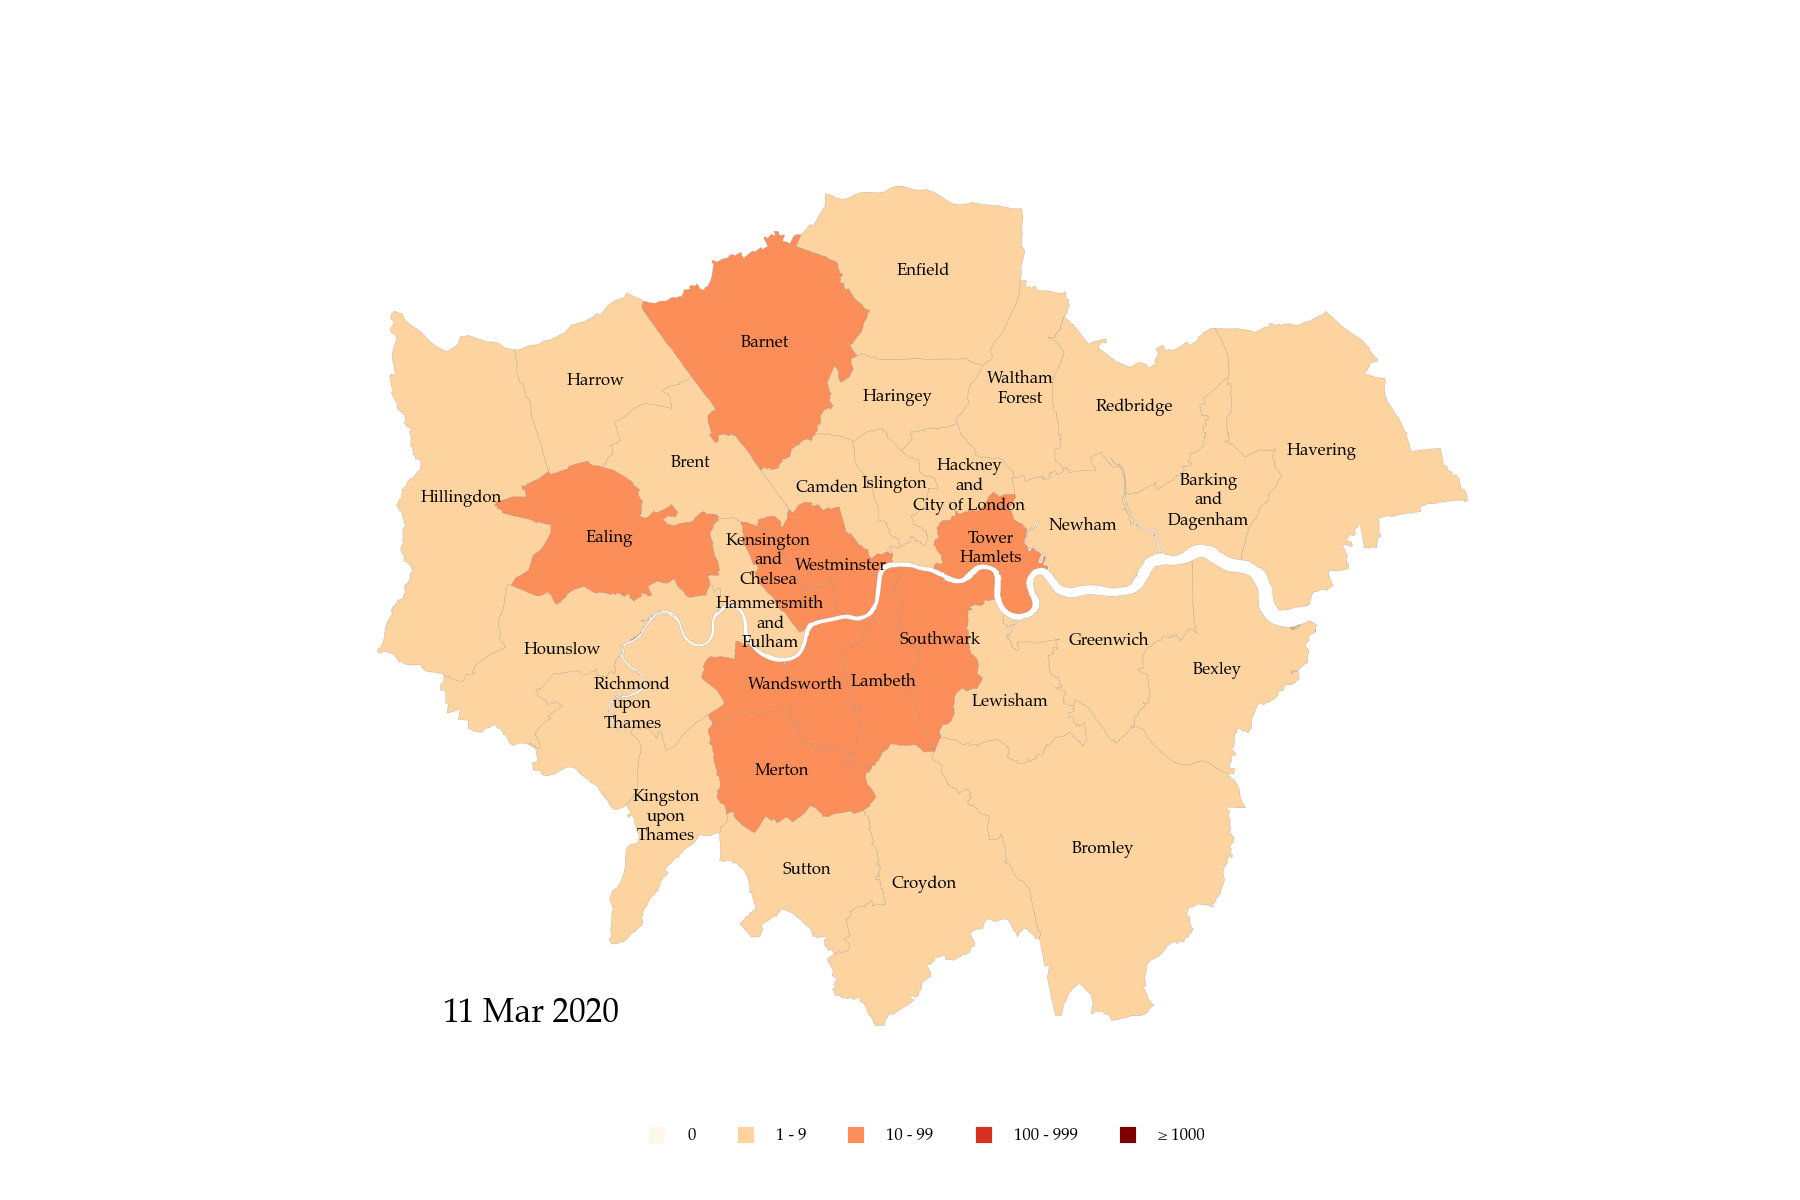 Enfield
Barnet
Harrow
Haringey
Waltham
Forest
Redbridge
Havering
Brent
Hillingdon
Camden
Islington
Hackney
and
City of London
Barking
and
Dagenham
Newham
Ealing
Kensington
and
Chelsea
Westminster
Tower
Hamlets
Hammersmith
and
Fulham
Hounslow
Southwark
Greenwich
Bexley
Richmond
upon
Thames
Wandsworth
Lambeth
Lewisham
Merton
Kingston
upon
Thames
Sutton
Croydon
Bromley
11 Mar 2020
0 1 - 9 10 - 99 100 - 999 ≥ 1000